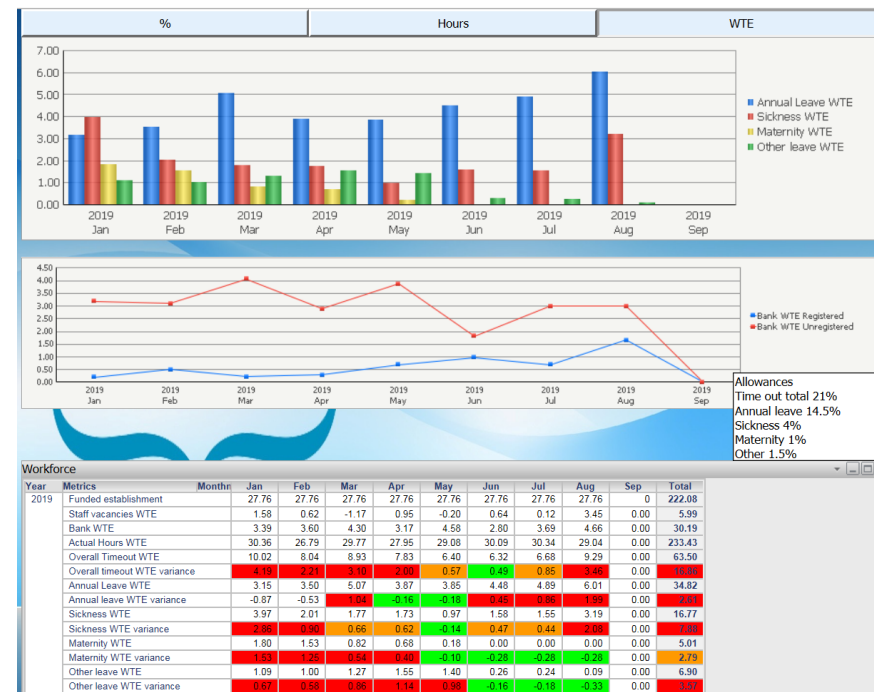 % Hours WTE
7.00
6.00
5.00
4.00
3.00
2.00
1.00
0.00
Annual Leave WTE
Sickness WTE
Maternity WTE
Other leave WTE
2019 2019 2019 2019 2019 2019 2019 2019 2019
Jan Feb Mar Apr May Jun Jul Aug Sep
4.50
4.00
3.50
3.00
2.50
2.00
1.50
1.00
0.50
0.00
Bank WTE Registered
Bank WTE Unregistered
2019 2019 2019 2019 2019 2019 2019 2019 2019
Jan Feb Mar Apr May Jun Jul Aug Sep
Allowances
Time out total 21%
Annual leave 14.5%
Sickness 4%
Maternity 1%
Other 1.5%
Workforce
Year Metrics Monthn Jan Feb Mar Apr May Jun Jul Aug Sep Total
2019 Funded establishment 27.76 27.76 27.76 27.76 27.76 27.76 27.76 27.76 0 222.08
Staff vacancies WTE 1.58 0.62 -1.17 0.95 -0.20 0.64 0.12 3.45 0.00 5.99
Bank WTE 3.39 3.60 4.30 3.17 4.58 2.80 3.69 4.66 0.00 30.19
Actual Hours WTE 30.36 26.79 29.77 27.95 29.08 30.09 30.34 29.04 0.00 233.43
Overall Timeout WTE 10.02 8.04 8.93 7.83 6.40 6.32 6.68 9.29 0.00 63.50
Overall timeout WTE variance 4.19 2.21 3.10 2.00 0.57 0.49 0.85 3.46 0.00
Annual Leave WTE 3.15 3.50 5.07 3.87 3.85 4.48 4.89 6.01 0.00 34.82
Annual leave WTE variance -0.87 -0.53 1.04 -0.16 -0.18 0.45 0.86 1.99 0.00
Sickness WTE 3.97 2.01 1.77 1.73 0.97 1.58 1.55 3.19 0.00 16.77
Sickness WTE variance 2.86 0.90 0.66 0.62 -0.14 0.47 0.44 2.08 0.00
Maternity WTE 1.80 1.53 0.82 0.68 0.18 0.00 0.00 0.00 0.00 5.01
Maternity WTE variance 1.53 1.25 0.54 0.40 -0.10 -0.28 -0.28 -0.28 0.00 2.79
Other leave WTE 1.09 1.00 1.27 1.55 1.40 0.26 0.24 0.09 0.00 6.90
Other leave WTE variance 0.67 0.58 0.86 1.14 0.98 -0.16 -0.18 -0.33 0.00 3.57